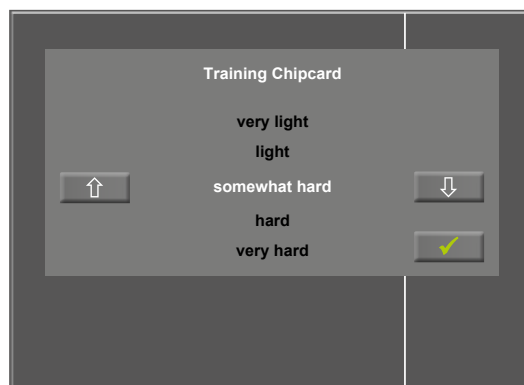 Training Chipcard
very light
light
somewhat hard
hard
very hard